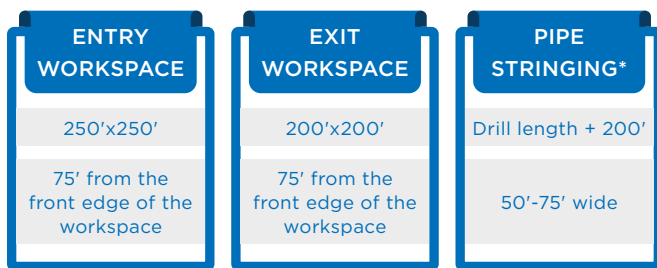 ENTRY
WORKSPACE
250'x250'
75' from the
front edge of the
workspace
EXIT
WORKSPACE
200'x200'
75' from the
front edge of the
workspace
PIPE
STRINGING*
Drill length + 200'
50'-75' wide